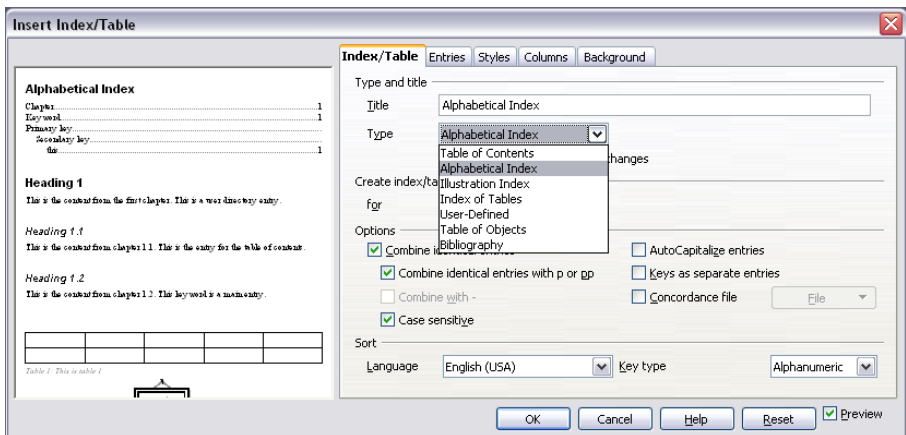 Insert Index/Table
Index/Table Entries Styles Columns Background
Alphabetical Index
Chapter 1
Keyword 1
Primary key
Secondary key
this 1
Heading 1
This is the content from the first chapter. This is a user directory entry.
Heading 1.1
This is the content from chapter 1.1. This is the entry for the table of contents.
Heading 1.2
This is the content from chapter 1.2. This keyword is a main entry.
Table 1: This is table 1
Type and title
Title Alphabetical Index
Type Alphabetical Index
Table of Contents
Alphabetical Index
Illustration Index
Index of Tables
User-Defined
Table of Objects
Bibliography
hanges
Create index/ta
for
Options
Combine
AutoCapitalize entries
Combine identical entries with p or pp
Keys as separate entries
Combine with -
Concordance file File
Case sensitive
Sort
Language English (USA) Key type Alphanumeric
OK Cancel Help Reset Preview